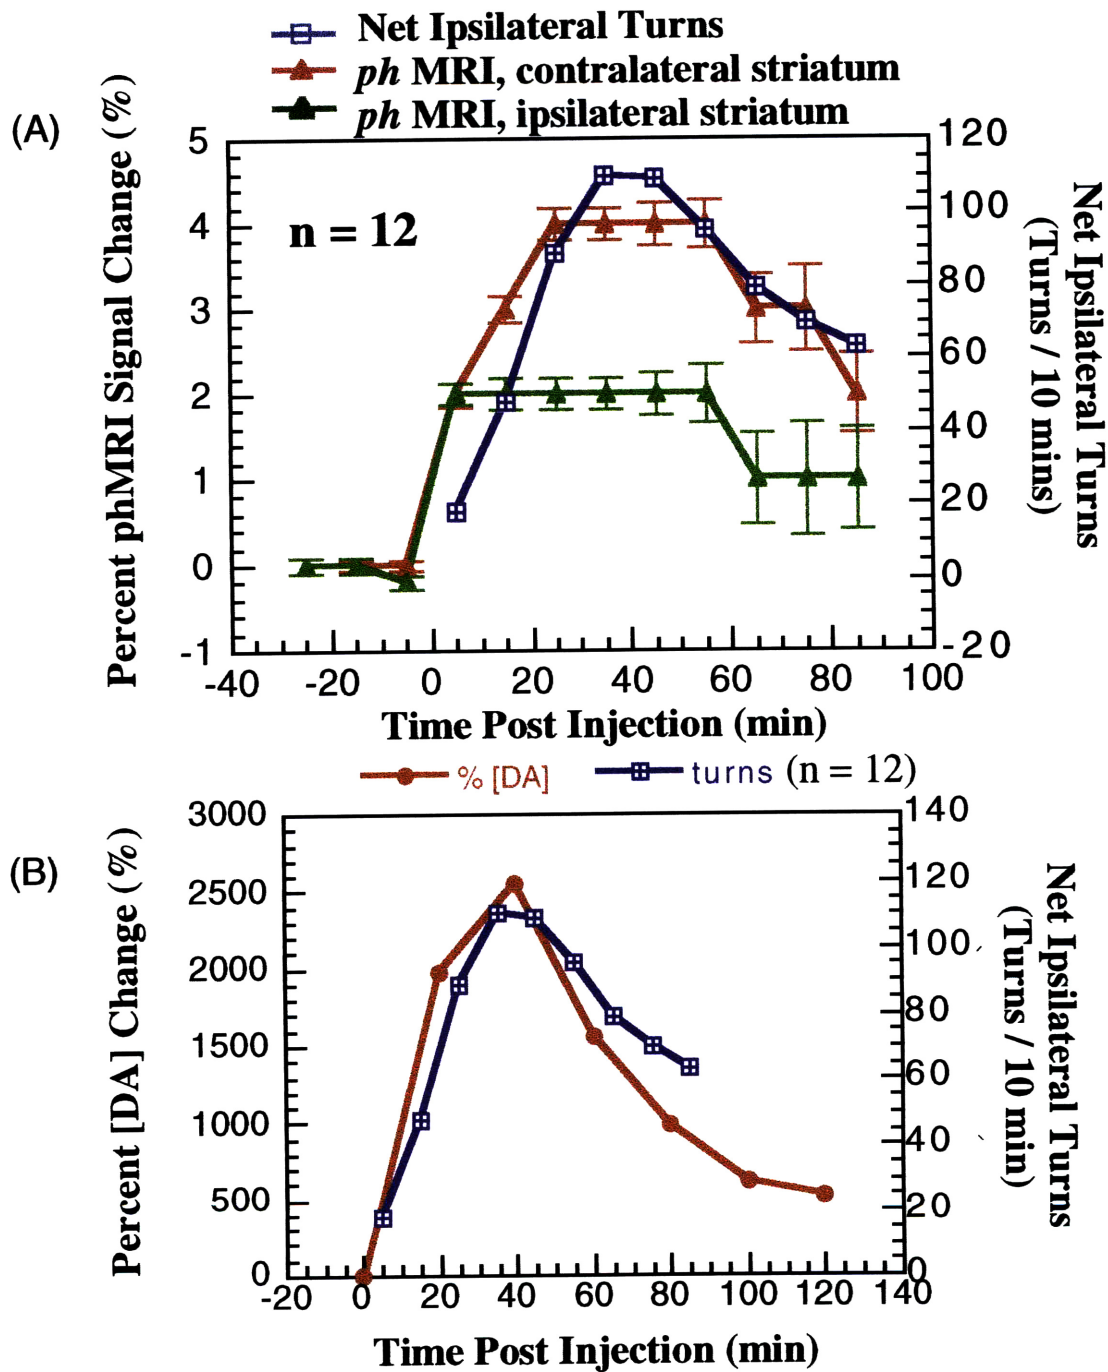 Net Ipsilateral Turns
ph MRI, contralateral striatum
ph MRI, ipsilateral striatum
(A)
Percent phMRI Signal Change (%)
5
4
3
2
1
0
-1
n = 12
120
100
80
60
40
20
0
-20
Net Ipsilateral Turns
(Turns / 10 mins)
-40 -20 0 20 40 60 80 100
Time Post Injection (min)
% [DA] turns (n = 12)
(B)
Percent [DA] Change (%)
3000
2500
2000
1500
1000
500
0
140
120
100
80
60
40
20
0
Net Ipsilateral Turns
(Turns / 10 min)
-20 0 20 40 60 80 100 120 140
Time Post Injection (min)